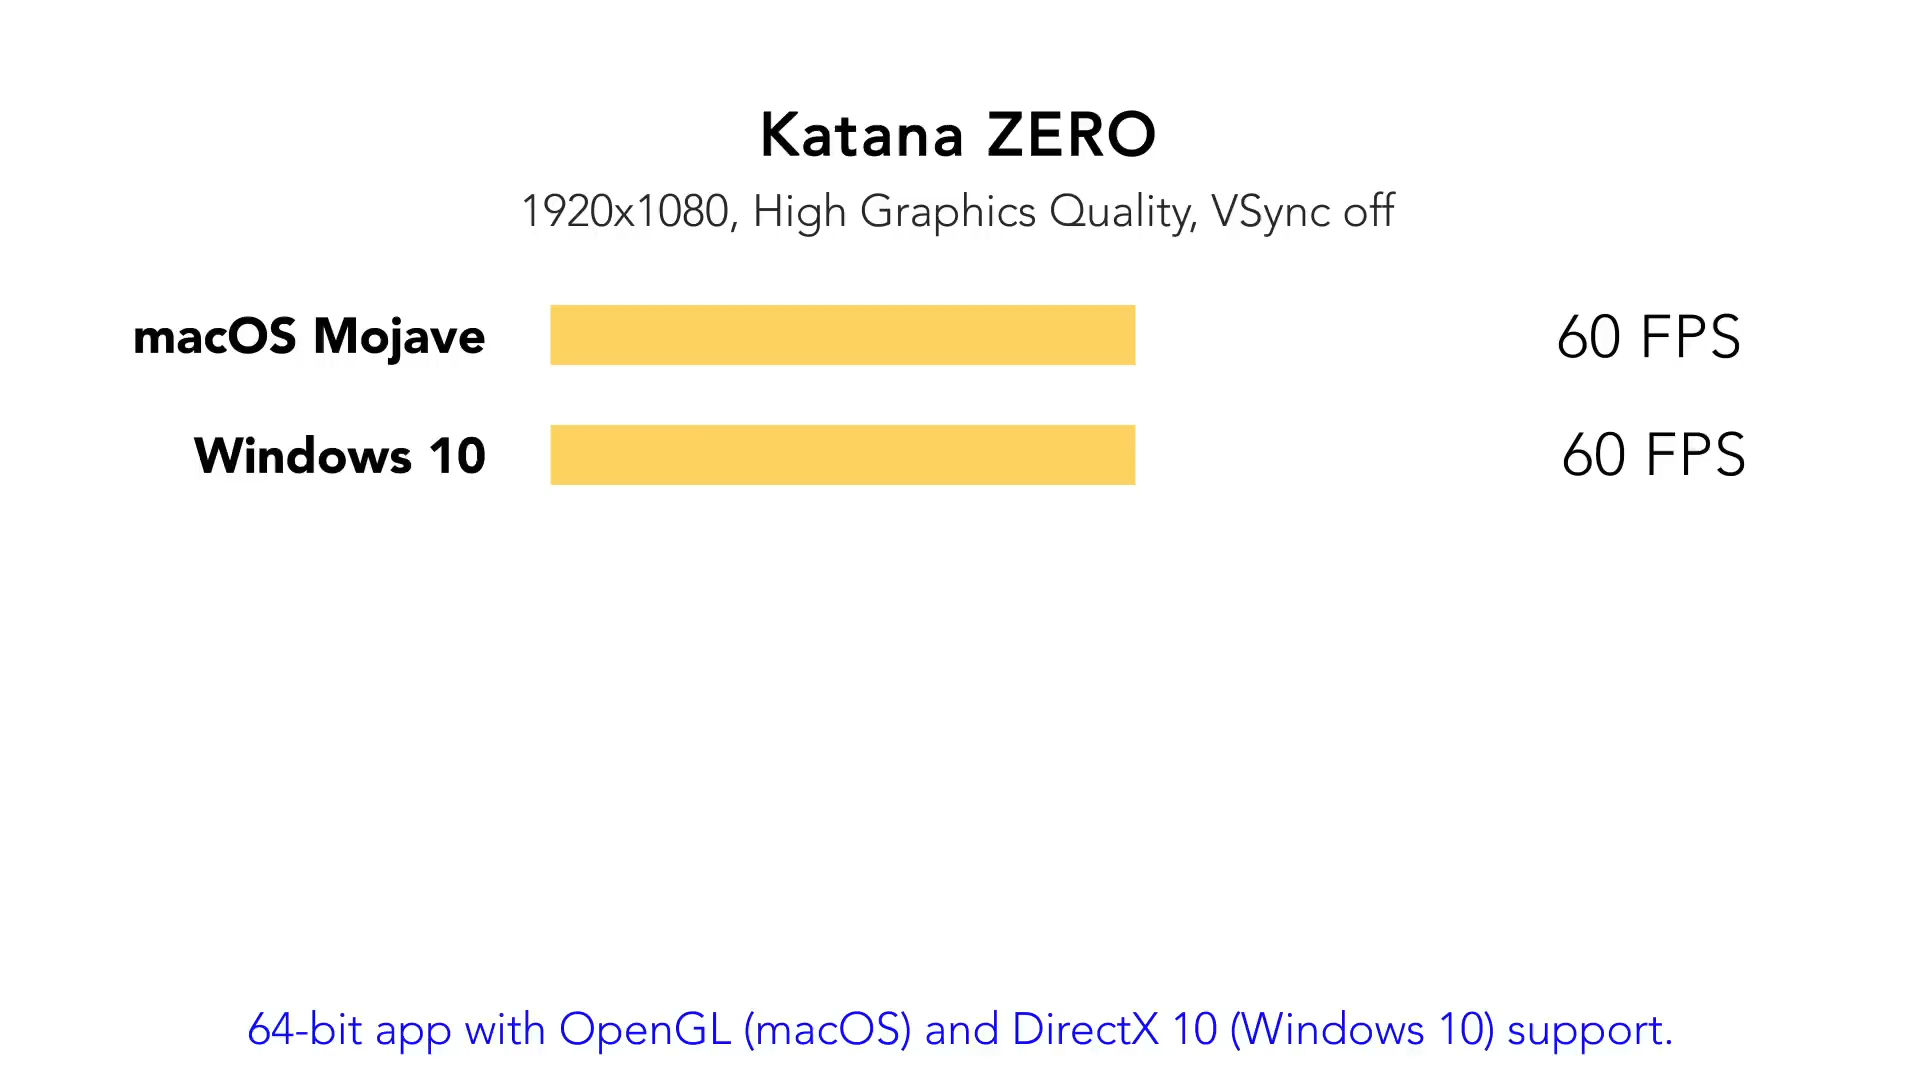 Katana ZERO
1920x1080, High Graphics Quality, VSync off
macOS Mojave 60 FPS
Windows 10 60 FPS
64-bit app with OpenGL (macOS) and DirectX 10 (Windows 10) support.